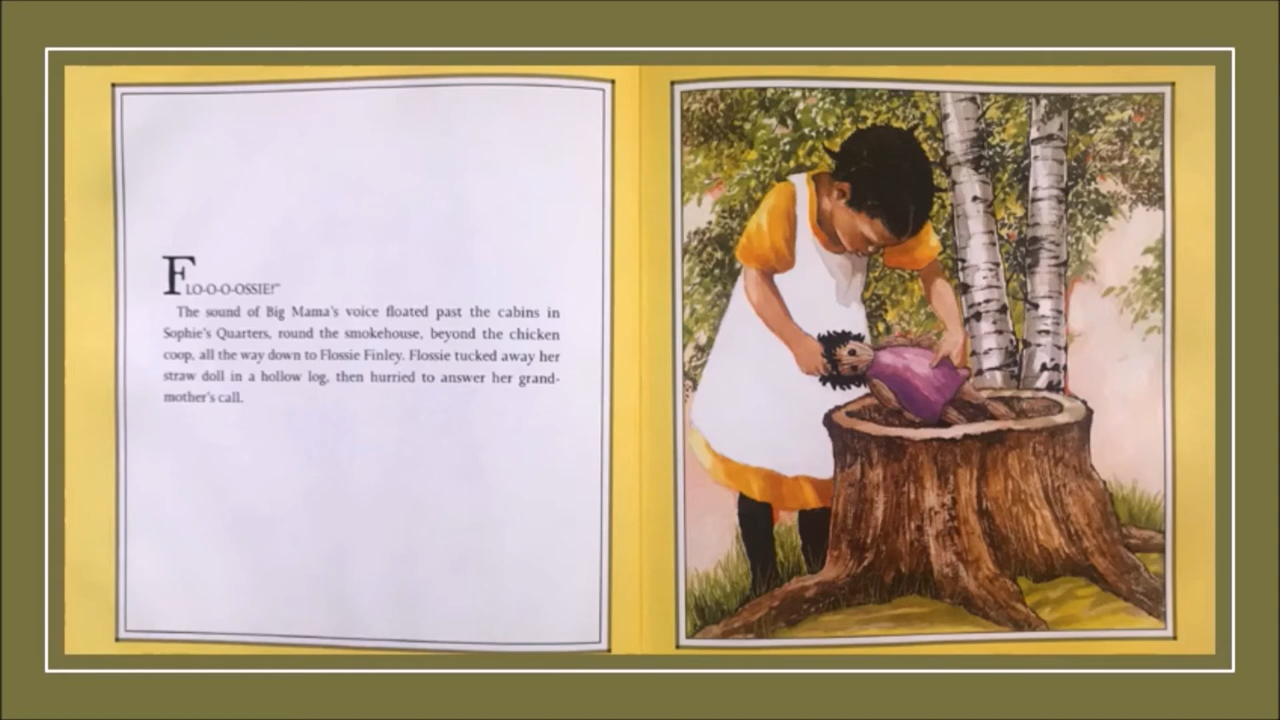 FLO-O-O-OSSIE!"
The sound of Big Mama's voice floated past the cabins in
Sophie's Quarters, round the smokehouse, beyond the chicken
coop, all the way down to Flossie Finley. Flossie tucked away her
straw doll in a hollow log, then hurried to answer her grand-
mother's call.